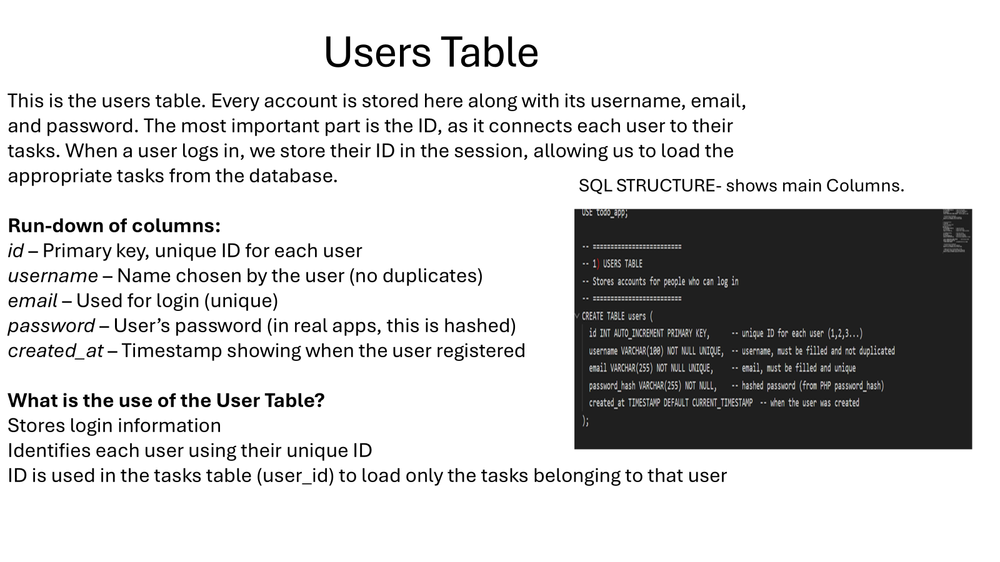 Users Table
This is the users table. Every account is stored here along with its username, email,
and password. The most important part is the ID, as it connects each user to their
tasks. When a user logs in, we store their ID in the session, allowing us to load the
appropriate tasks from the database.
Run-down of columns:
id – Primary key, unique ID for each user
username – Name chosen by the user (no duplicates)
email – Used for login (unique)
password – User’s password (in real apps, this is hashed)
created_at – Timestamp showing when the user registered
What is the use of the User Table?
Stores login information
Identifies each user using their unique ID
ID is used in the tasks table (user_id) to load only the tasks belonging to that user
SQL STRUCTURE- shows main Columns.
USE todo_app;
-- =========================
-- 1) USERS TABLE
-- Stores accounts for people who can log in
-- =========================
CREATE TABLE users (
id INT AUTO_INCREMENT PRIMARY KEY, -- unique ID for each user (1,2,3...)
username VARCHAR(100) NOT NULL UNIQUE, -- username, must be filled and not duplicated
email VARCHAR(255) NOT NULL UNIQUE, -- email, must be filled and unique
password_hash VARCHAR(255) NOT NULL, -- hashed password (from PHP password_hash)
created_at TIMESTAMP DEFAULT CURRENT_TIMESTAMP -- when the user was created
);